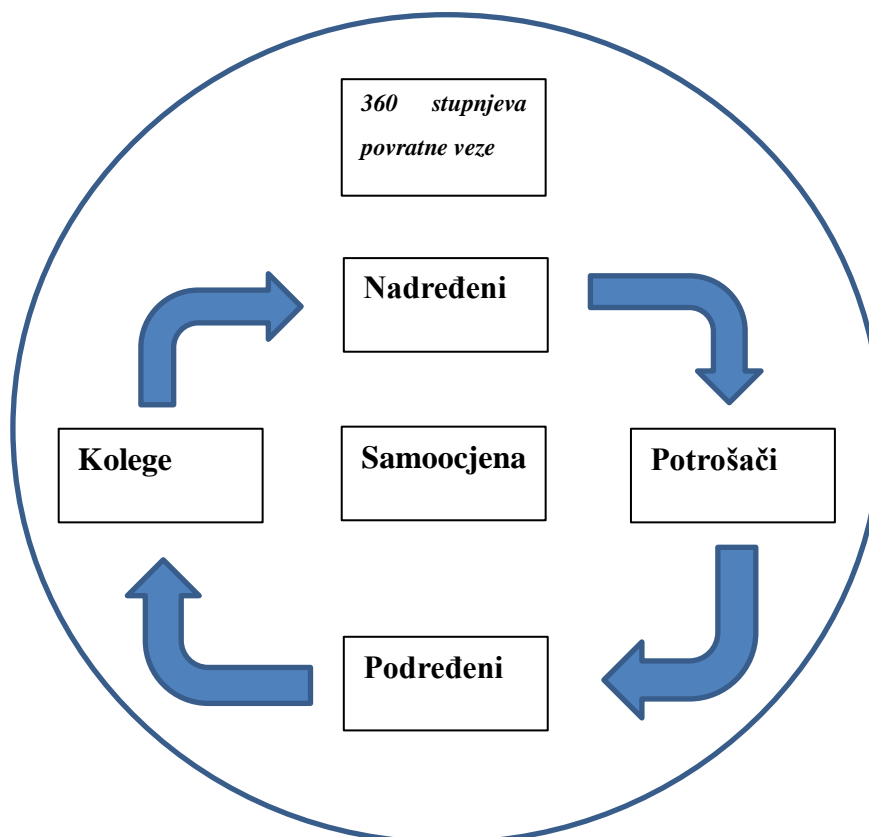 360 stupnjeva
povratne veze
Nadređeni
Kolege
Samoocjena
Potrošači
Podređeni